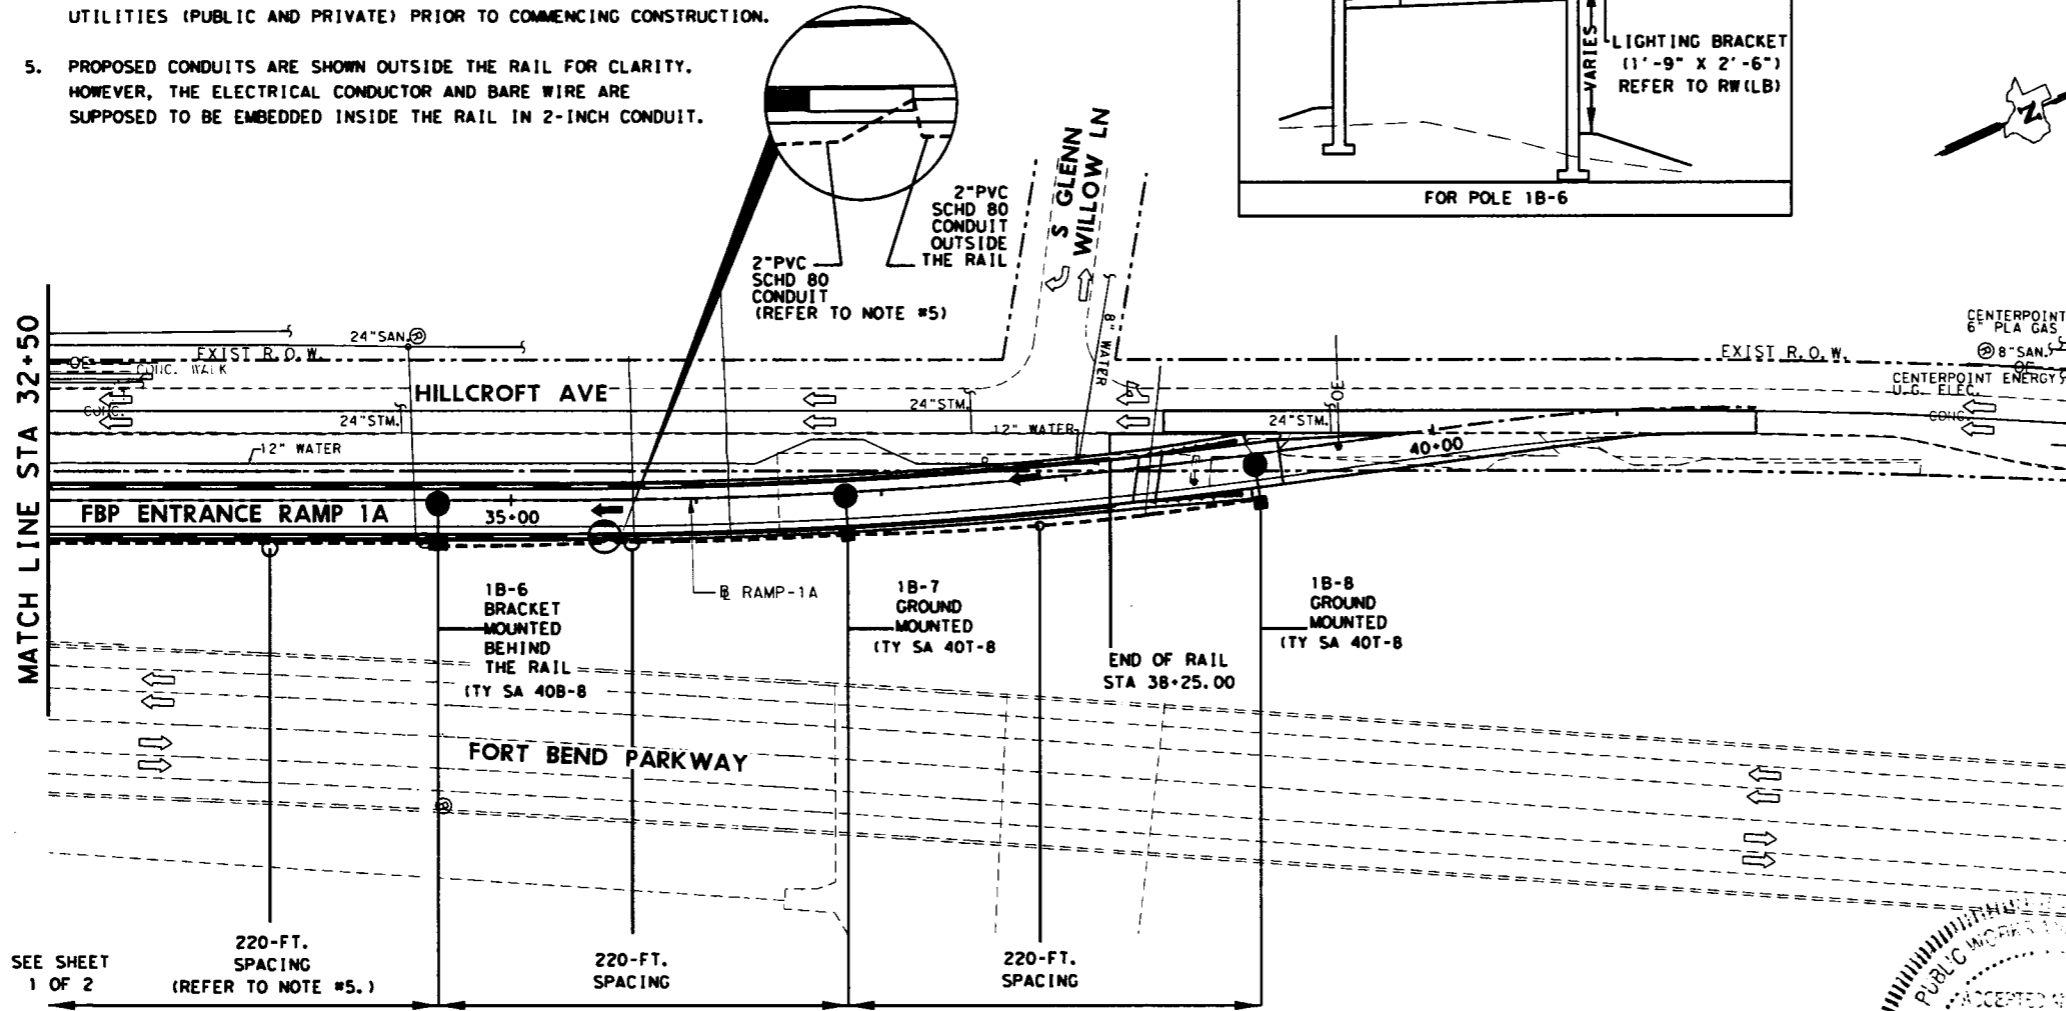 UTILITIES (PUBLIC AND PRIVATE) PRIOR TO COMMENCING CONSTRUCTION.
5. PROPOSED CONDUITS ARE SHOWN OUTSIDE THE RAIL FOR CLARITY.
HOWEVER, THE ELECTRICAL CONDUCTOR AND BARE WIRE ARE
SUPPOSED TO BE EMBEDDED INSIDE THE RAIL IN 2-INCH CONDUIT.
VARIES
LIGHTING BRACKET
(1'-9" X 2'-6")
REFER TO RW(LB)
FOR POLE 1B-6
N
2"PVC
SCHD 80
CONDUIT
OUTSIDE
THE RAIL
2"PVC
SCHD 80
CONDUIT
(REFER TO NOTE #5)
S GLENN
WILLOW LN
8" WATER
MATCH LINE STA 32+50
24"SAN.
EXIST R.O.W.
OE
CONC. WALK
CONC.
HILLCROFT AVE
24"STM.
24"STM.
24"STM.
12" WATER
12" WATER
OE
EXIST R.O.W.
CENTERPOINT
6" PLA GAS
8"SAN.
OE
CENTERPOINT ENERGY
U.G. ELEC.
CONC.
40+00
FBP ENTRANCE RAMP 1A
35+00
B RAMP-1A
1B-6
BRACKET
MOUNTED
BEHIND
THE RAIL
(TY SA 40B-8
1B-7
GROUND
MOUNTED
(TY SA 40T-8
END OF RAIL
STA 38+25.00
1B-8
GROUND
MOUNTED
(TY SA 40T-8
FORT BEND PARKWAY
SEE SHEET
1 OF 2
220-FT.
SPACING
(REFER TO NOTE #5.)
220-FT.
SPACING
220-FT.
SPACING
PUBLIC WORKS